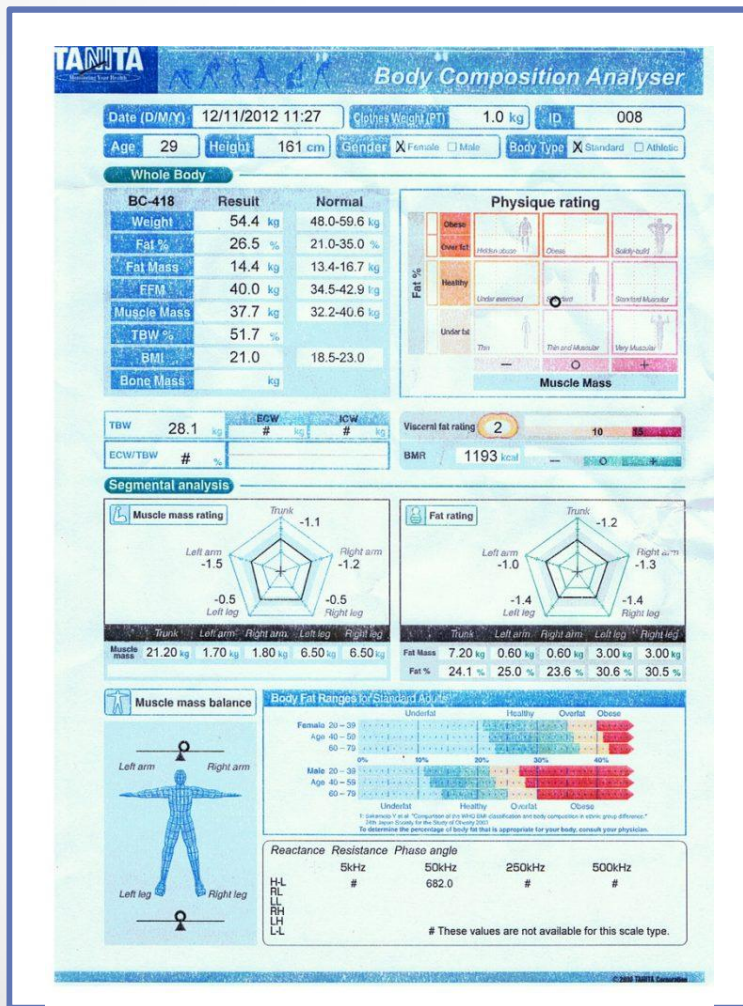 TANITA
Monitoring Your Health
Body Composition Analyser
Date (D/M/Y) 12/11/2012 11:27 Clothes Weight (PT) 1.0 kg ID 008
Age 29 Height 161 cm Gender X Female Male Body Type X Standard Athletic
Whole Body
BC-418 Result Normal
Weight 54.4 kg 48.0-59.6 kg
Fat % 26.5 % 21.0-35.0 %
Fat Mass 14.4 kg 13.4-16.7 kg
FFM 40.0 kg 34.5-42.9 kg
Muscle Mass 37.7 kg 32.2-40.6 kg
TBW % 51.7 %
BMI 21.0 18.5-23.0
Bone Mass kg
Physique rating
Fat %
Obese
Over fat Hidden obese Obese Solidly-build
Healthy Under exercised Standard Standard Muscular
Under fat Thin Thin and Muscular Very Muscular
− O +
Muscle Mass
TBW 28.1 kg ECW # kg ICW # kg
ECW/TBW # %
Visceral fat rating 2 10 15
BMR 1193 kcal − O +
Segmental analysis
Muscle mass rating
Trunk -1.1
Left arm -1.5
Right arm -1.2
-0.5 Left leg
-0.5 Right leg
Trunk Left arm Right arm Left leg Right leg
Muscle mass 21.20 kg 1.70 kg 1.80 kg 6.50 kg 6.50 kg
Fat rating
Trunk -1.2
Left arm -1.0
Right arm -1.3
-1.4 Left leg
-1.4 Right leg
Trunk Left arm Right arm Left leg Right leg
Fat Mass 7.20 kg 0.60 kg 0.60 kg 3.00 kg 3.00 kg
Fat % 24.1 % 25.0 % 23.6 % 30.6 % 30.5 %
Muscle mass balance
Left arm Right arm
Left leg Right leg
Body Fat Ranges for Standard Adults
Underfat Healthy Overfat Obese
Female 20 – 39
Age 40 – 59
60 – 79
0% 10% 20% 30% 40%
Male 20 – 39
Age 40 – 59
60 – 79
Underfat Healthy Overfat Obese
To determine the percentage of body fat that is appropriate for your body, consult your physician.
Reactance Resistance Phase angle
5kHz 50kHz 250kHz 500kHz
H-L # 682.0 # #
RL
LL
RH
LH
L-L
# These values are not available for this scale type.
TANITA Corporation